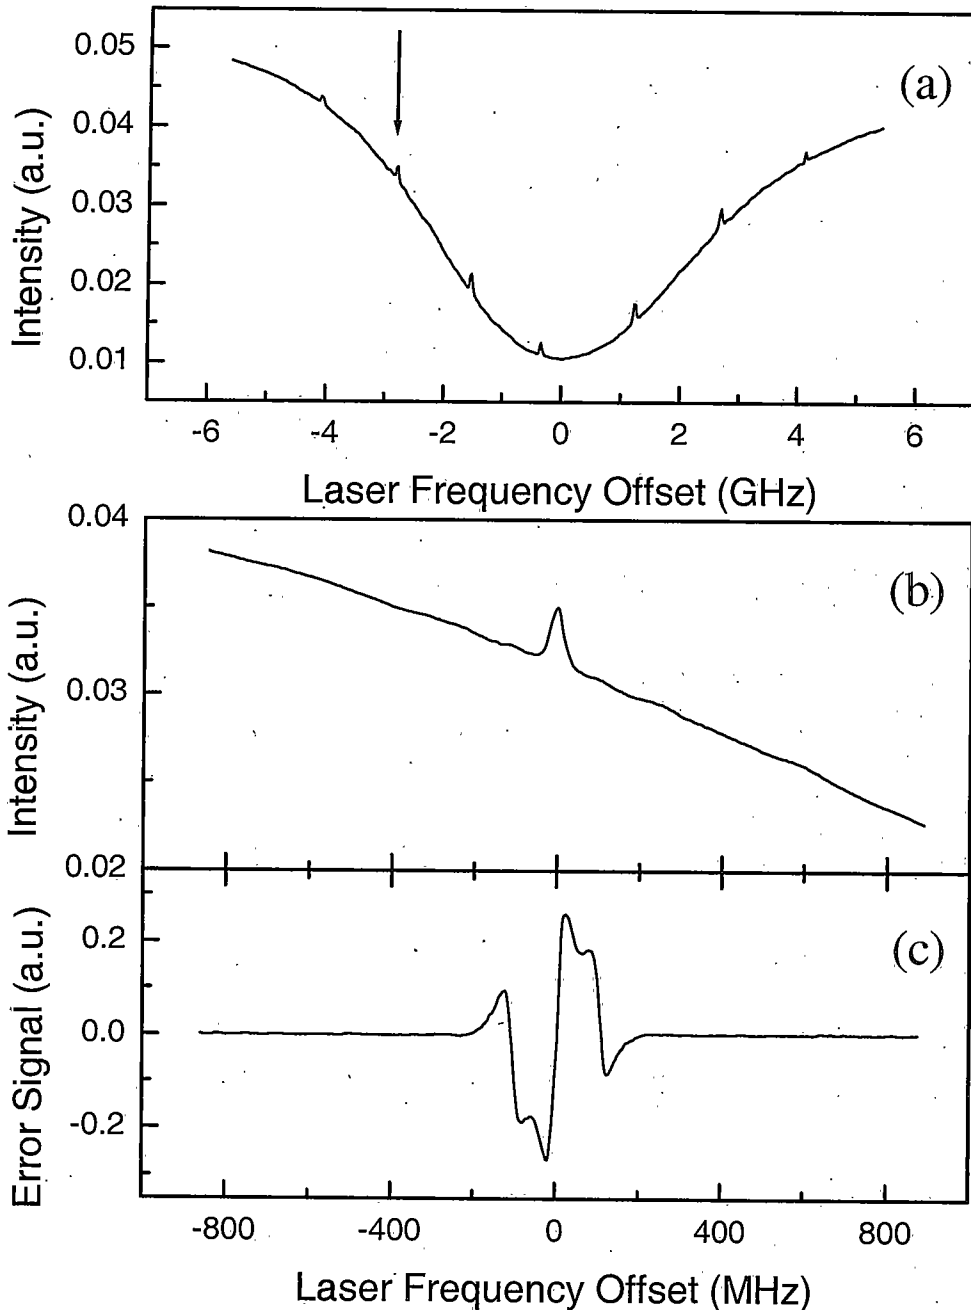 (a)
0.05
0.04
0.03
0.02
0.01
Intensity (a.u.)
-6 -4 -2 0 2 4 6
Laser Frequency Offset (GHz)
(b)
0.04
0.03
0.02
Intensity (a.u.)
(c)
0.2
0.0
-0.2
Error Signal (a.u.)
-800 -400 0 400 800
Laser Frequency Offset (MHz)